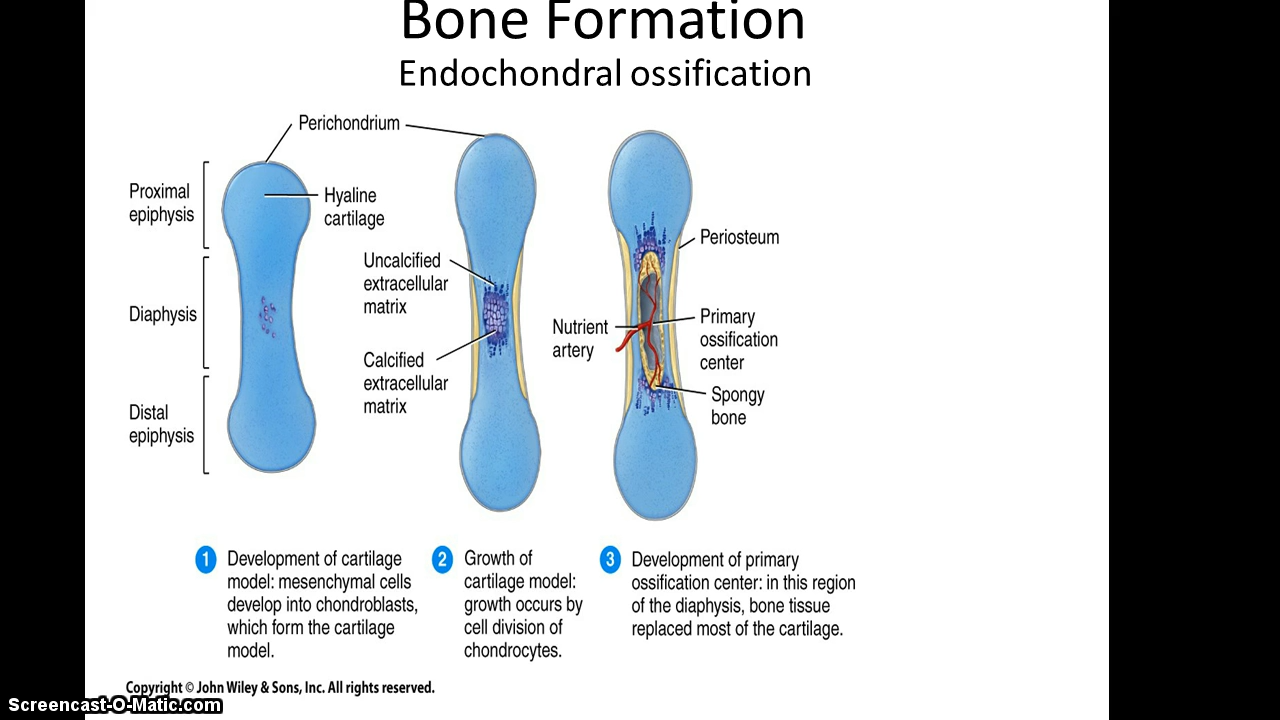 Bone Formation
Endochondral ossification
Perichondrium
Proximal
epiphysis
Hyaline
cartilage
Diaphysis
Distal
epiphysis
Uncalcified
extracellular
matrix
Calcified
extracellular
matrix
Periosteum
Nutrient
artery
Primary
ossification
center
Spongy
bone
1 Development of cartilage
model: mesenchymal cells
develop into chondroblasts,
which form the cartilage
model.
2 Growth of
cartilage model:
growth occurs by
cell division of
chondrocytes.
3 Development of primary
ossification center: in this region
of the diaphysis, bone tissue
replaced most of the cartilage.
Copyright © John Wiley & Sons, Inc. All rights reserved.
Screencast-O-Matic.com